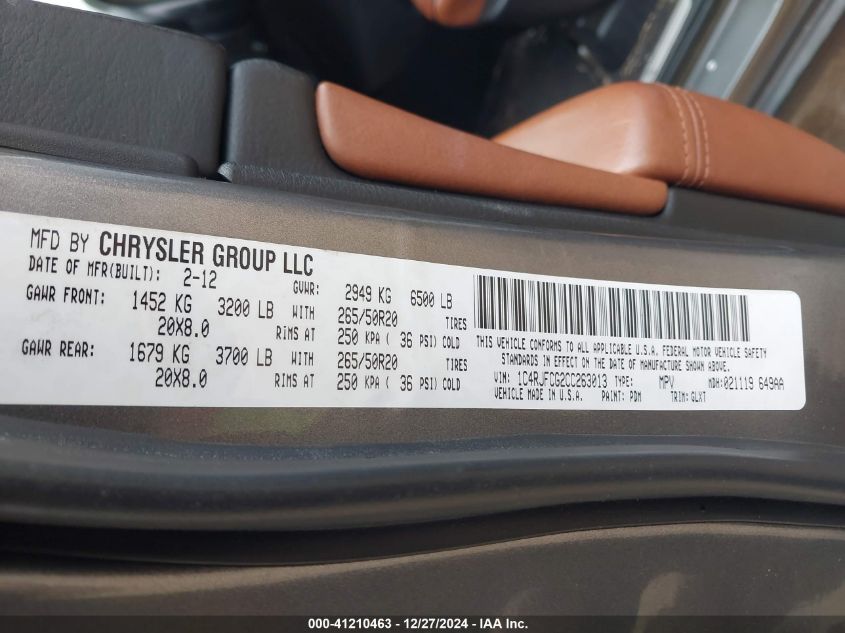 MFD BY CHRYSLER GROUP LLC
DATE OF MFR(BUILT): 2-12 GVWR: 2949 KG 6500 LB
GAWR FRONT: 1452 KG 3200 LB WITH 265/50R20 TIRES
20X8.0 RIMS AT 250 KPA ( 36 PSI) COLD
GAWR REAR: 1679 KG 3700 LB WITH 265/50R20 TIRES
20X8.0 RIMS AT 250 KPA ( 36 PSI) COLD
THIS VEHICLE CONFORMS TO ALL APPLICABLE U.S.A. FEDERAL MOTOR VEHICLE SAFETY
STANDARDS IN EFFECT ON THE DATE OF MANUFACTURE SHOWN ABOVE.
VIN: 1C4RJFCG2CC263013 TYPE: MPV MDH:021119 649AA
VEHICLE MADE IN U.S.A. PAINT: PDM TRIM: GLXT
000-41210463 - 12/27/2024 - IAA Inc.